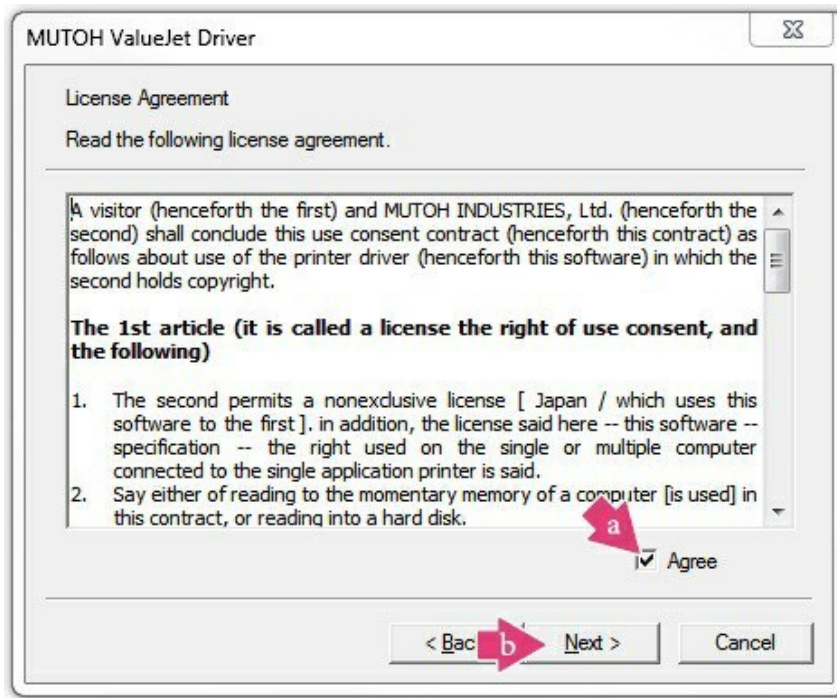 MUTOH ValueJet Driver
License Agreement
Read the following license agreement.
A visitor (henceforth the first) and MUTOH INDUSTRIES, Ltd. (henceforth the
second) shall conclude this use consent contract (henceforth this contract) as
follows about use of the printer driver (henceforth this software) in which the
second holds copyright.
The 1st article (it is called a license the right of use consent, and
the following)
1. The second permits a nonexclusive license [ Japan / which uses this
software to the first ]. in addition, the license said here -- this software --
specification -- the right used on the single or multiple computer
connected to the single application printer is said.
2. Say either of reading to the momentary memory of a computer [is used] in
this contract, or reading into a hard disk.
a
Agree
< Bac b Next > Cancel